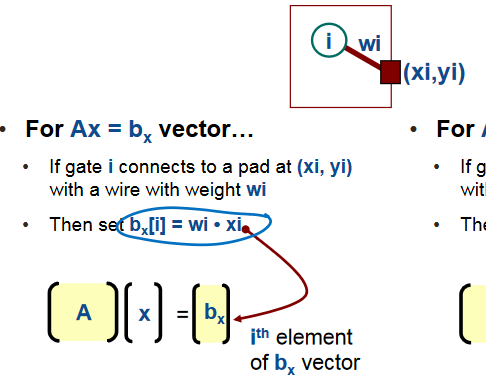 i wi
(xi,yi)
• For Ax = bx vector…
• If gate i connects to a pad at (xi, yi)
with a wire with weight wi
• Then set bx[i] = wi • xi
A x = bx
ith element
of bx vector
• For A
• If g
wit
• The